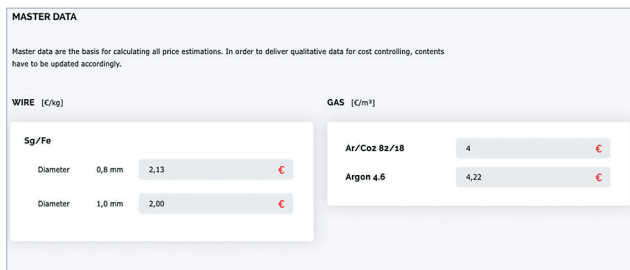 MASTER DATA
Master data are the basis for calculating all price estimations. In order to deliver qualitative data for cost controlling, contents
have to be updated accordingly.
WIRE [€/kg]
GAS [€/m³]
Sg/Fe
Diameter 0,8 mm 2,13 €
Diameter 1,0 mm 2,00 €
Ar/Co2 82/18 4 €
Argon 4.6 4,22 €